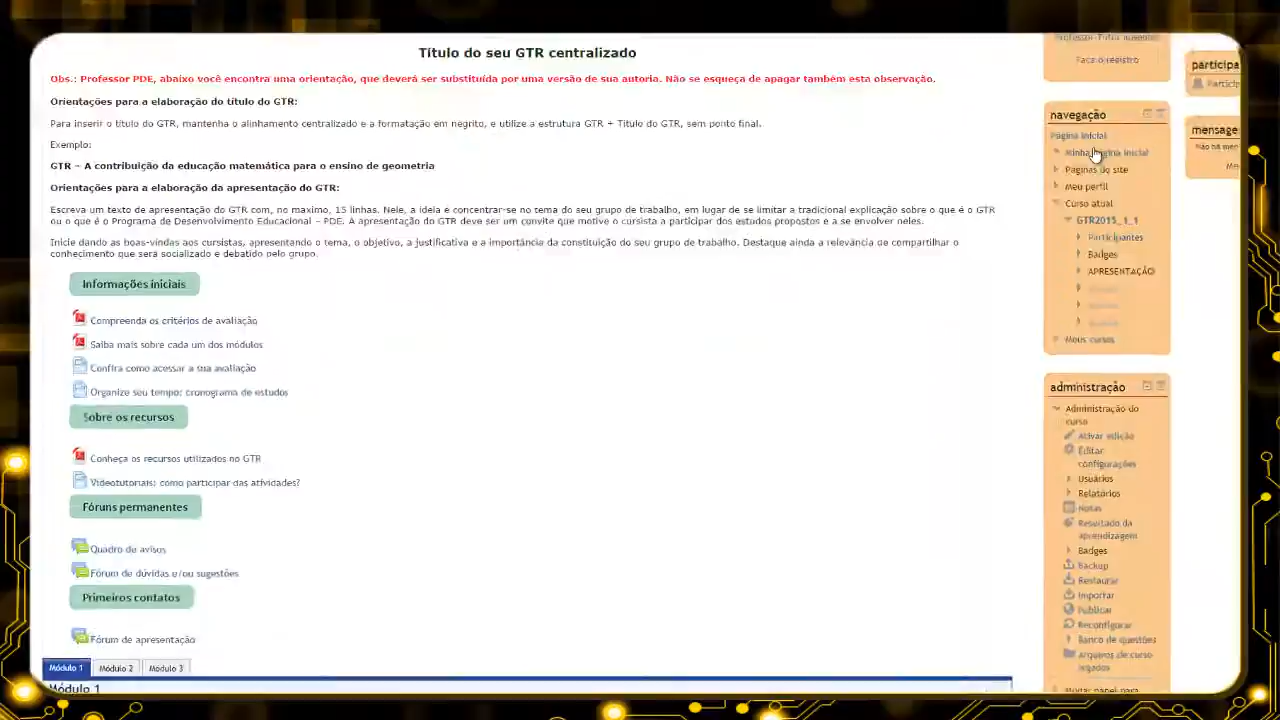 Título do seu GTR centralizado
Obs.: Professor PDE, abaixo você encontra uma orientação, que deverá ser substituída por uma versão de sua autoria. Não se esqueça de apagar também esta observação.
Orientações para a elaboração do título do GTR:
Para inserir o título do GTR, mantenha o alinhamento centralizado e a formatação em negrito, e utilize a estrutura GTR + Título do GTR, sem ponto final.
Exemplo:
GTR – A contribuição da educação matemática para o ensino de geometria
Orientações para a elaboração da apresentação do GTR:
Escreva um texto de apresentação do GTR com, no máximo, 15 linhas. Nele, a ideia é concentrar-se no tema do seu grupo de trabalho, em lugar de se limitar a tradicional explicação sobre o que é o GTR
ou o que é o Programa de Desenvolvimento Educacional – PDE. A apresentação do GTR deve ser um convite que motive o cursista a participar dos estudos propostos e a se envolver neles.
Inicie dando as boas-vindas aos cursistas, apresentando o tema, o objetivo, a justificativa e a importância da constituição do seu grupo de trabalho. Destaque ainda a relevância de compartilhar o
conhecimento que será socializado e debatido pelo grupo.
Informações iniciais
Compreenda os critérios de avaliação
Saiba mais sobre cada um dos módulos
Confira como acessar a sua avaliação
Organize seu tempo: cronograma de estudos
Sobre os recursos
Conheça os recursos utilizados no GTR
Videotutoriais: como participar das atividades?
Fóruns permanentes
Quadro de avisos
Fórum de dúvidas e/ou sugestões
Primeiros contatos
Fórum de apresentação
Módulo 1
Módulo 2
Módulo 3
Módulo 1
Professor-Tutor
Faça o registro
navegação
Página inicial
Minha página inicial
Páginas do site
Meu perfil
Curso atual
GTR2015_1_1
Participantes
Badges
APRESENTAÇÃO
Meus cursos
administração
Administração do
curso
Ativar edição
Editar
configurações
Usuários
Relatórios
Notas
Resultado da
aprendizagem
Badges
Backup
Restaurar
Importar
Publicar
Reconfigurar
Banco de questões
Arquivos de curso
legados
Mudar papel para
participa
Particip
mensage
Não há men
Me